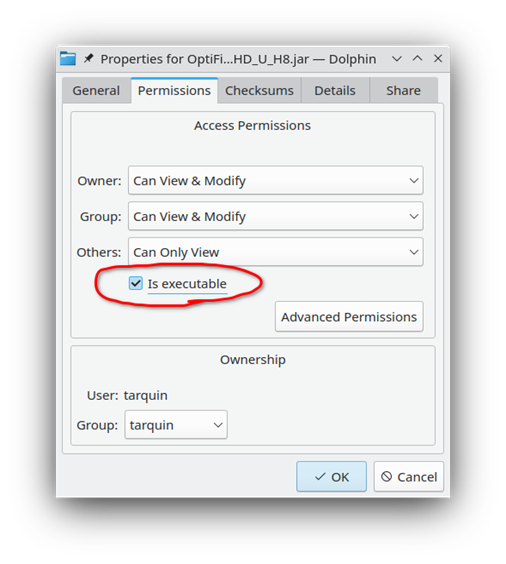 Properties for OptiFi...HD_U_H8.jar — Dolphin
General Permissions Checksums Details Share
Access Permissions
Owner: Can View & Modify
Group: Can View & Modify
Others: Can Only View
Is executable
Advanced Permissions
Ownership
User: tarquin
Group: tarquin
OK Cancel